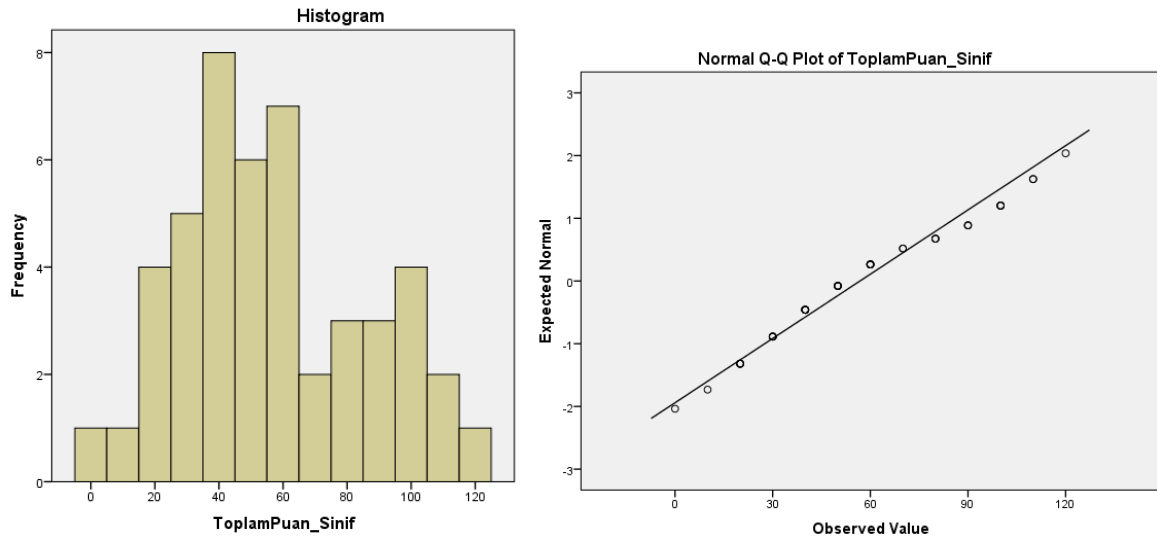 Histogram
8
6
4
2
0
Frequency
0 20 40 60 80 100 120
ToplamPuan_Sinif
Normal Q-Q Plot of ToplamPuan_Sinif
3
2
1
0
-1
-2
-3
Expected Normal
0 30 60 90 120
Observed Value